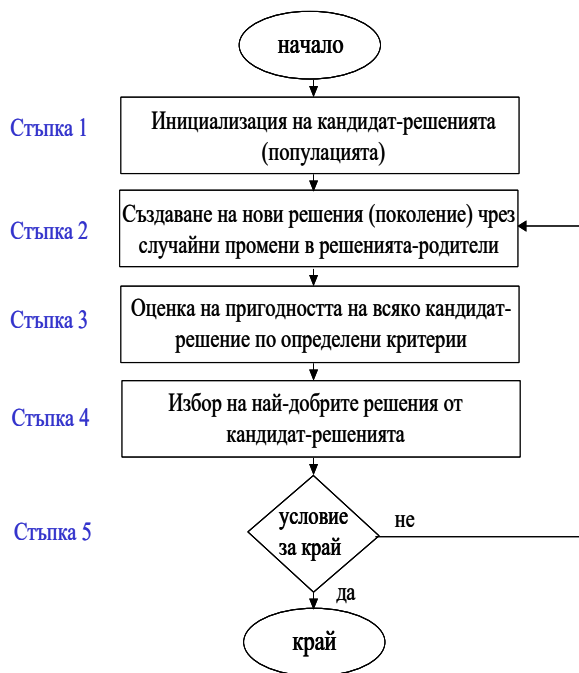 начало
Стъпка 1
Инициализация на кандидат-решенията
(популацията)
Стъпка 2
Създаване на нови решения (поколение) чрез
случайни промени в решенията-родители
Стъпка 3
Оценка на пригодността на всяко кандидат-
решение по определени критерии
Стъпка 4
Избор на най-добрите решения от
кандидат-решенията
Стъпка 5
условие
за край
не
да
край